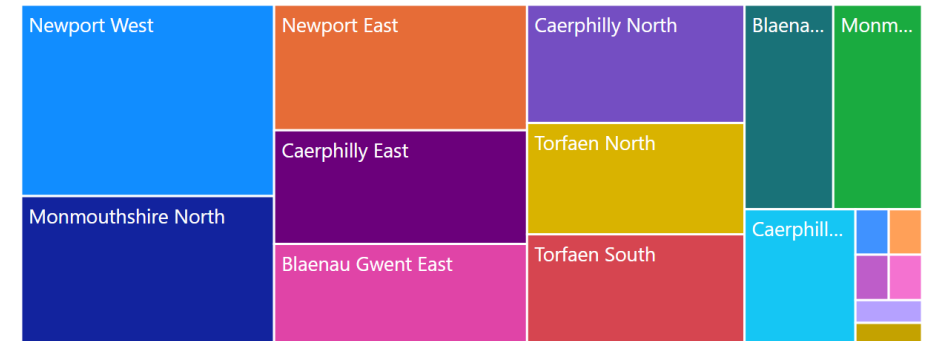 Newport West
Newport East
Caerphilly North
Blaena...
Monm...
Caerphilly East
Torfaen North
Monmouthshire North
Caerphill...
Blaenau Gwent East
Torfaen South